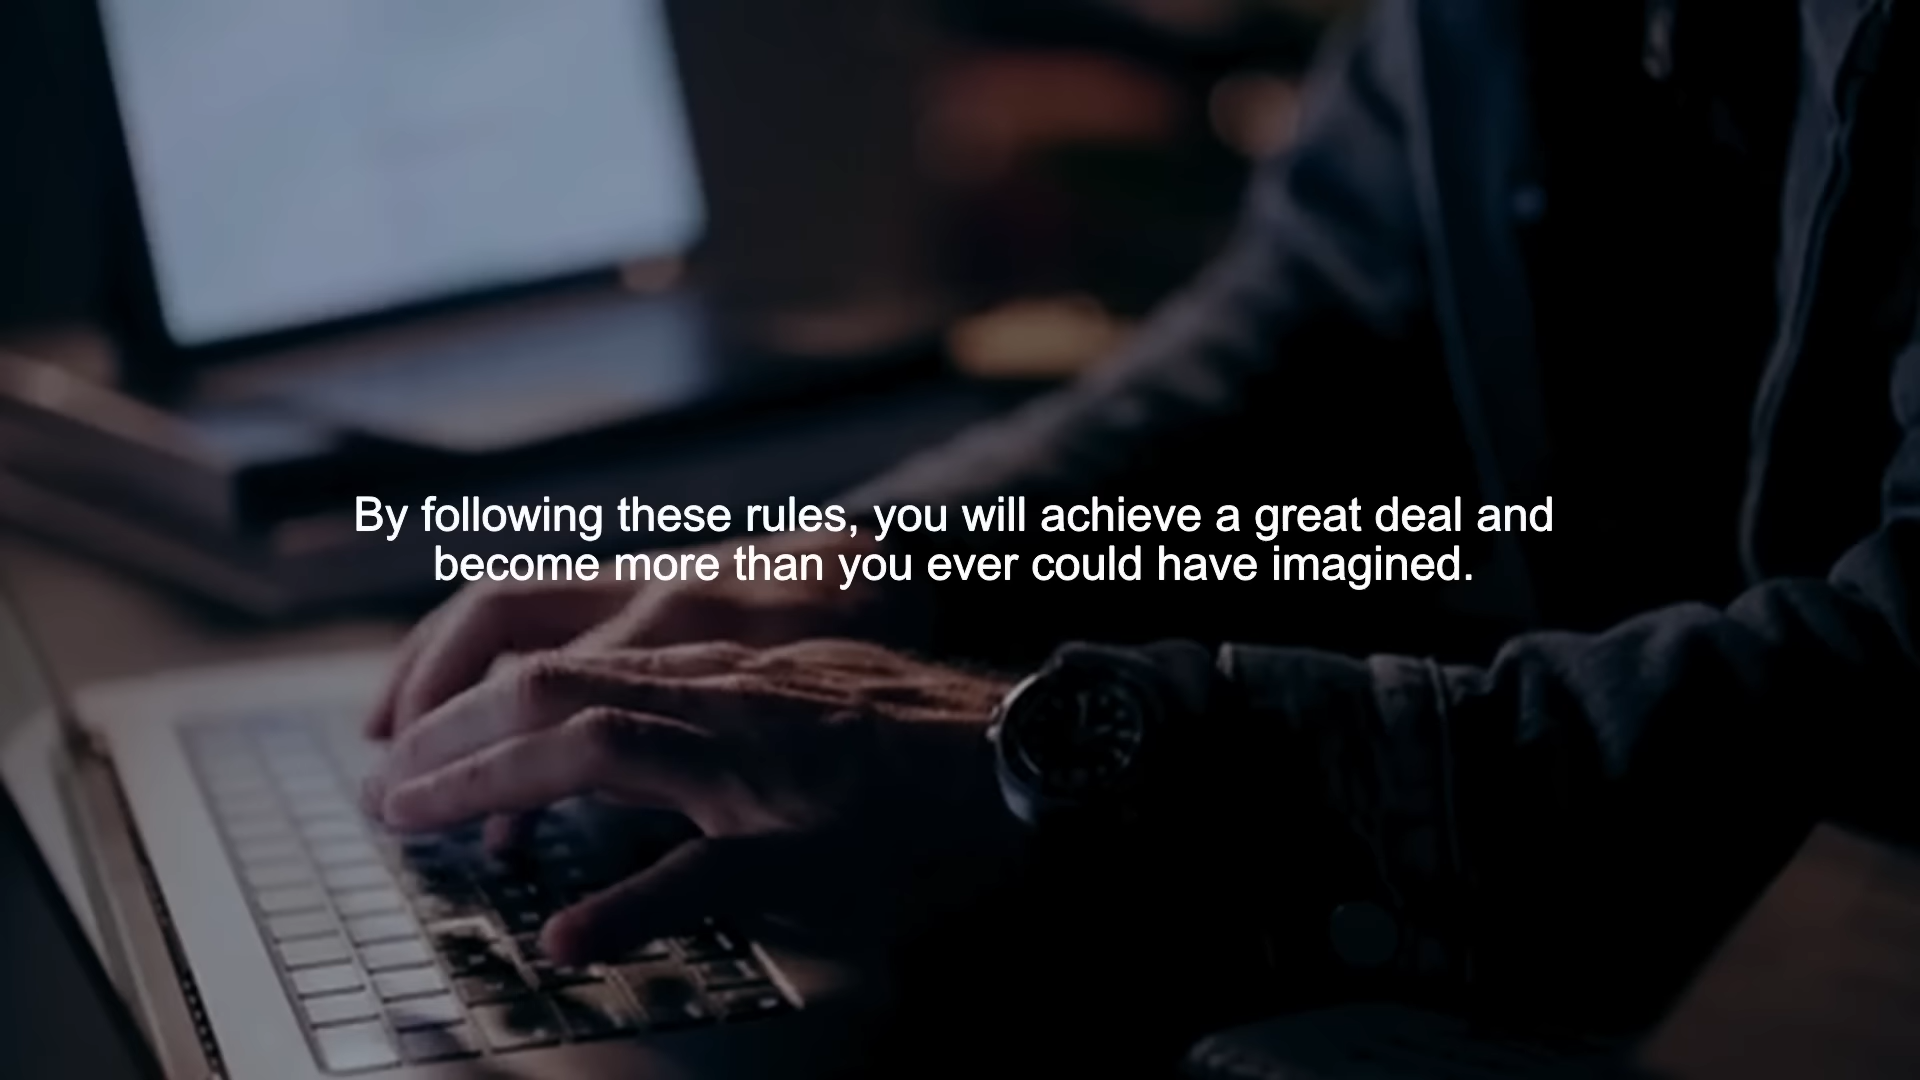 By following these rules, you will achieve a great deal and
become more than you ever could have imagined.